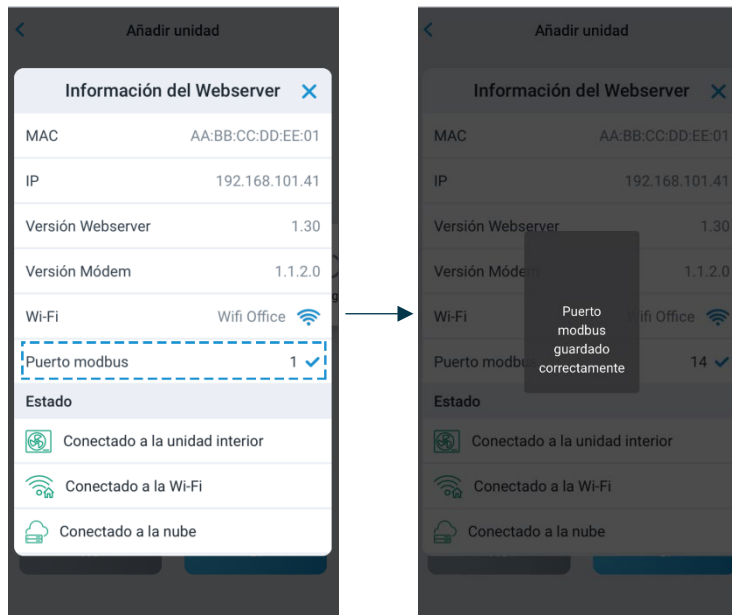 Añadir unidad
Información del Webserver
MAC AA:BB:CC:DD:EE:01
IP 192.168.101.41
Versión Webserver 1.30
Versión Módem 1.1.2.0
Wi-Fi Wifi Office
Puerto modbus 1
Estado
Conectado a la unidad interior
Conectado a la Wi-Fi
Conectado a la nube
Añadir unidad
Información del Webserver
MAC AA:BB:CC:DD:EE:01
IP 192.168.101.41
Versión Webserver 1.30
Versión 1.1.2.0
Wi-Fi Office
Puerto 14
Puerto
modbus
guardado
correctamente
Estado
Conectado a la unidad interior
Conectado a la Wi-Fi
Conectado a la nube